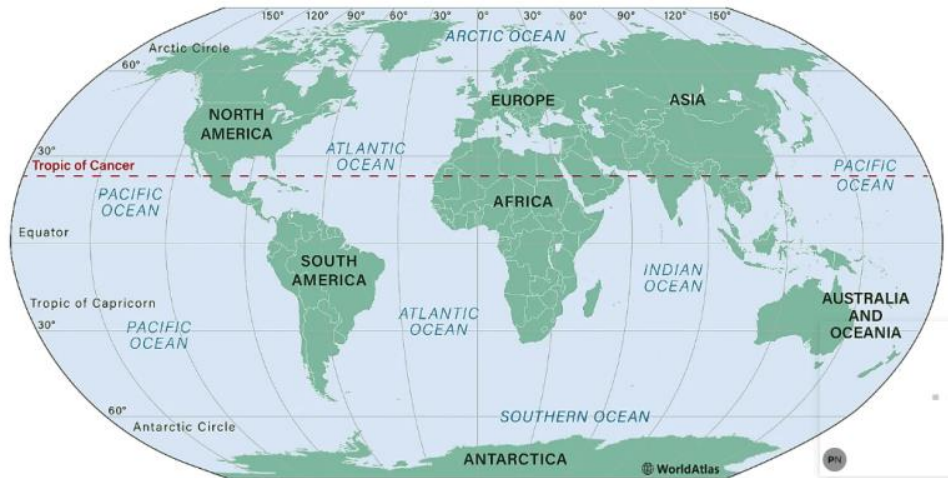 150° 120° 90° 60° 30° 0° 30° 60° 90° 120° 150°
ARCTIC OCEAN
Arctic Circle
60°
EUROPE
ASIA
NORTH
AMERICA
ATLANTIC
OCEAN
30°
Tropic of Cancer
PACIFIC
OCEAN
PACIFIC
OCEAN
AFRICA
Equator
SOUTH
AMERICA
INDIAN
OCEAN
Tropic of Capricorn
AUSTRALIA
AND
OCEANIA
30°
PACIFIC
OCEAN
ATLANTIC
OCEAN
60°
SOUTHERN OCEAN
Antarctic Circle
ANTARCTICA
WorldAtlas
PN